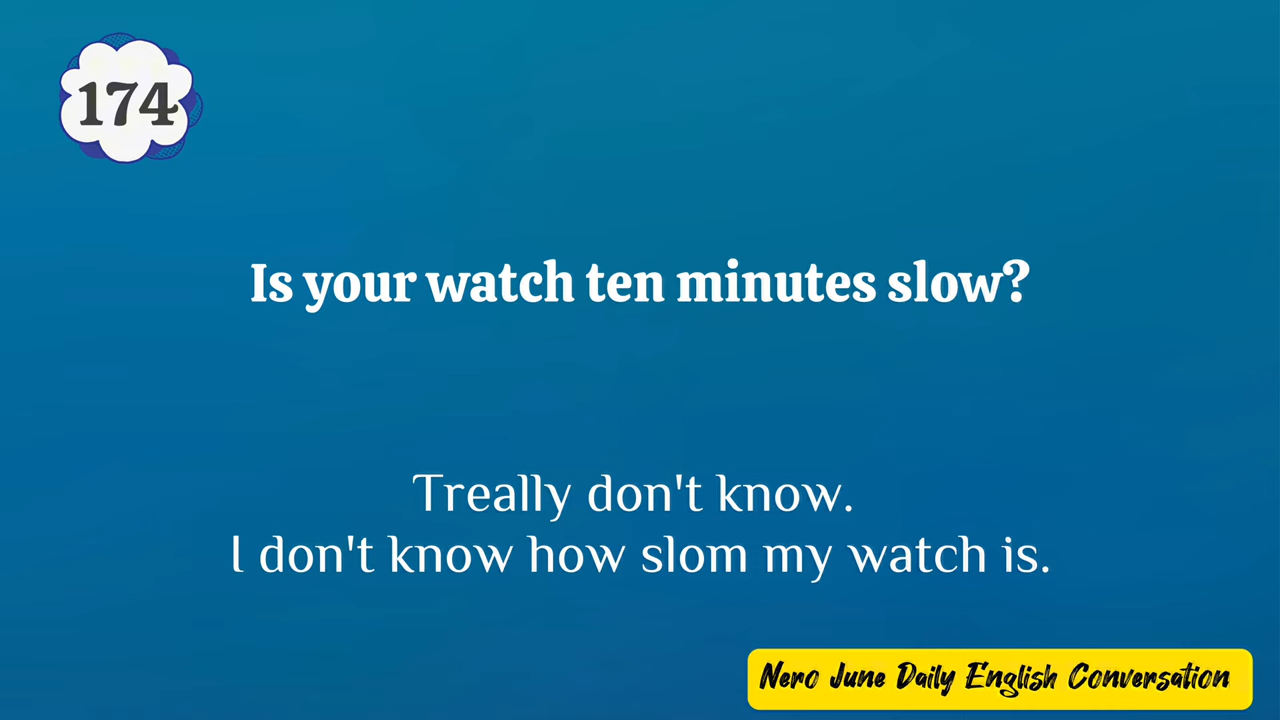 174
Is your watch ten minutes slow?
Treally don't know.
I don't know how slom my watch is.
Nero June Daily English Conversation